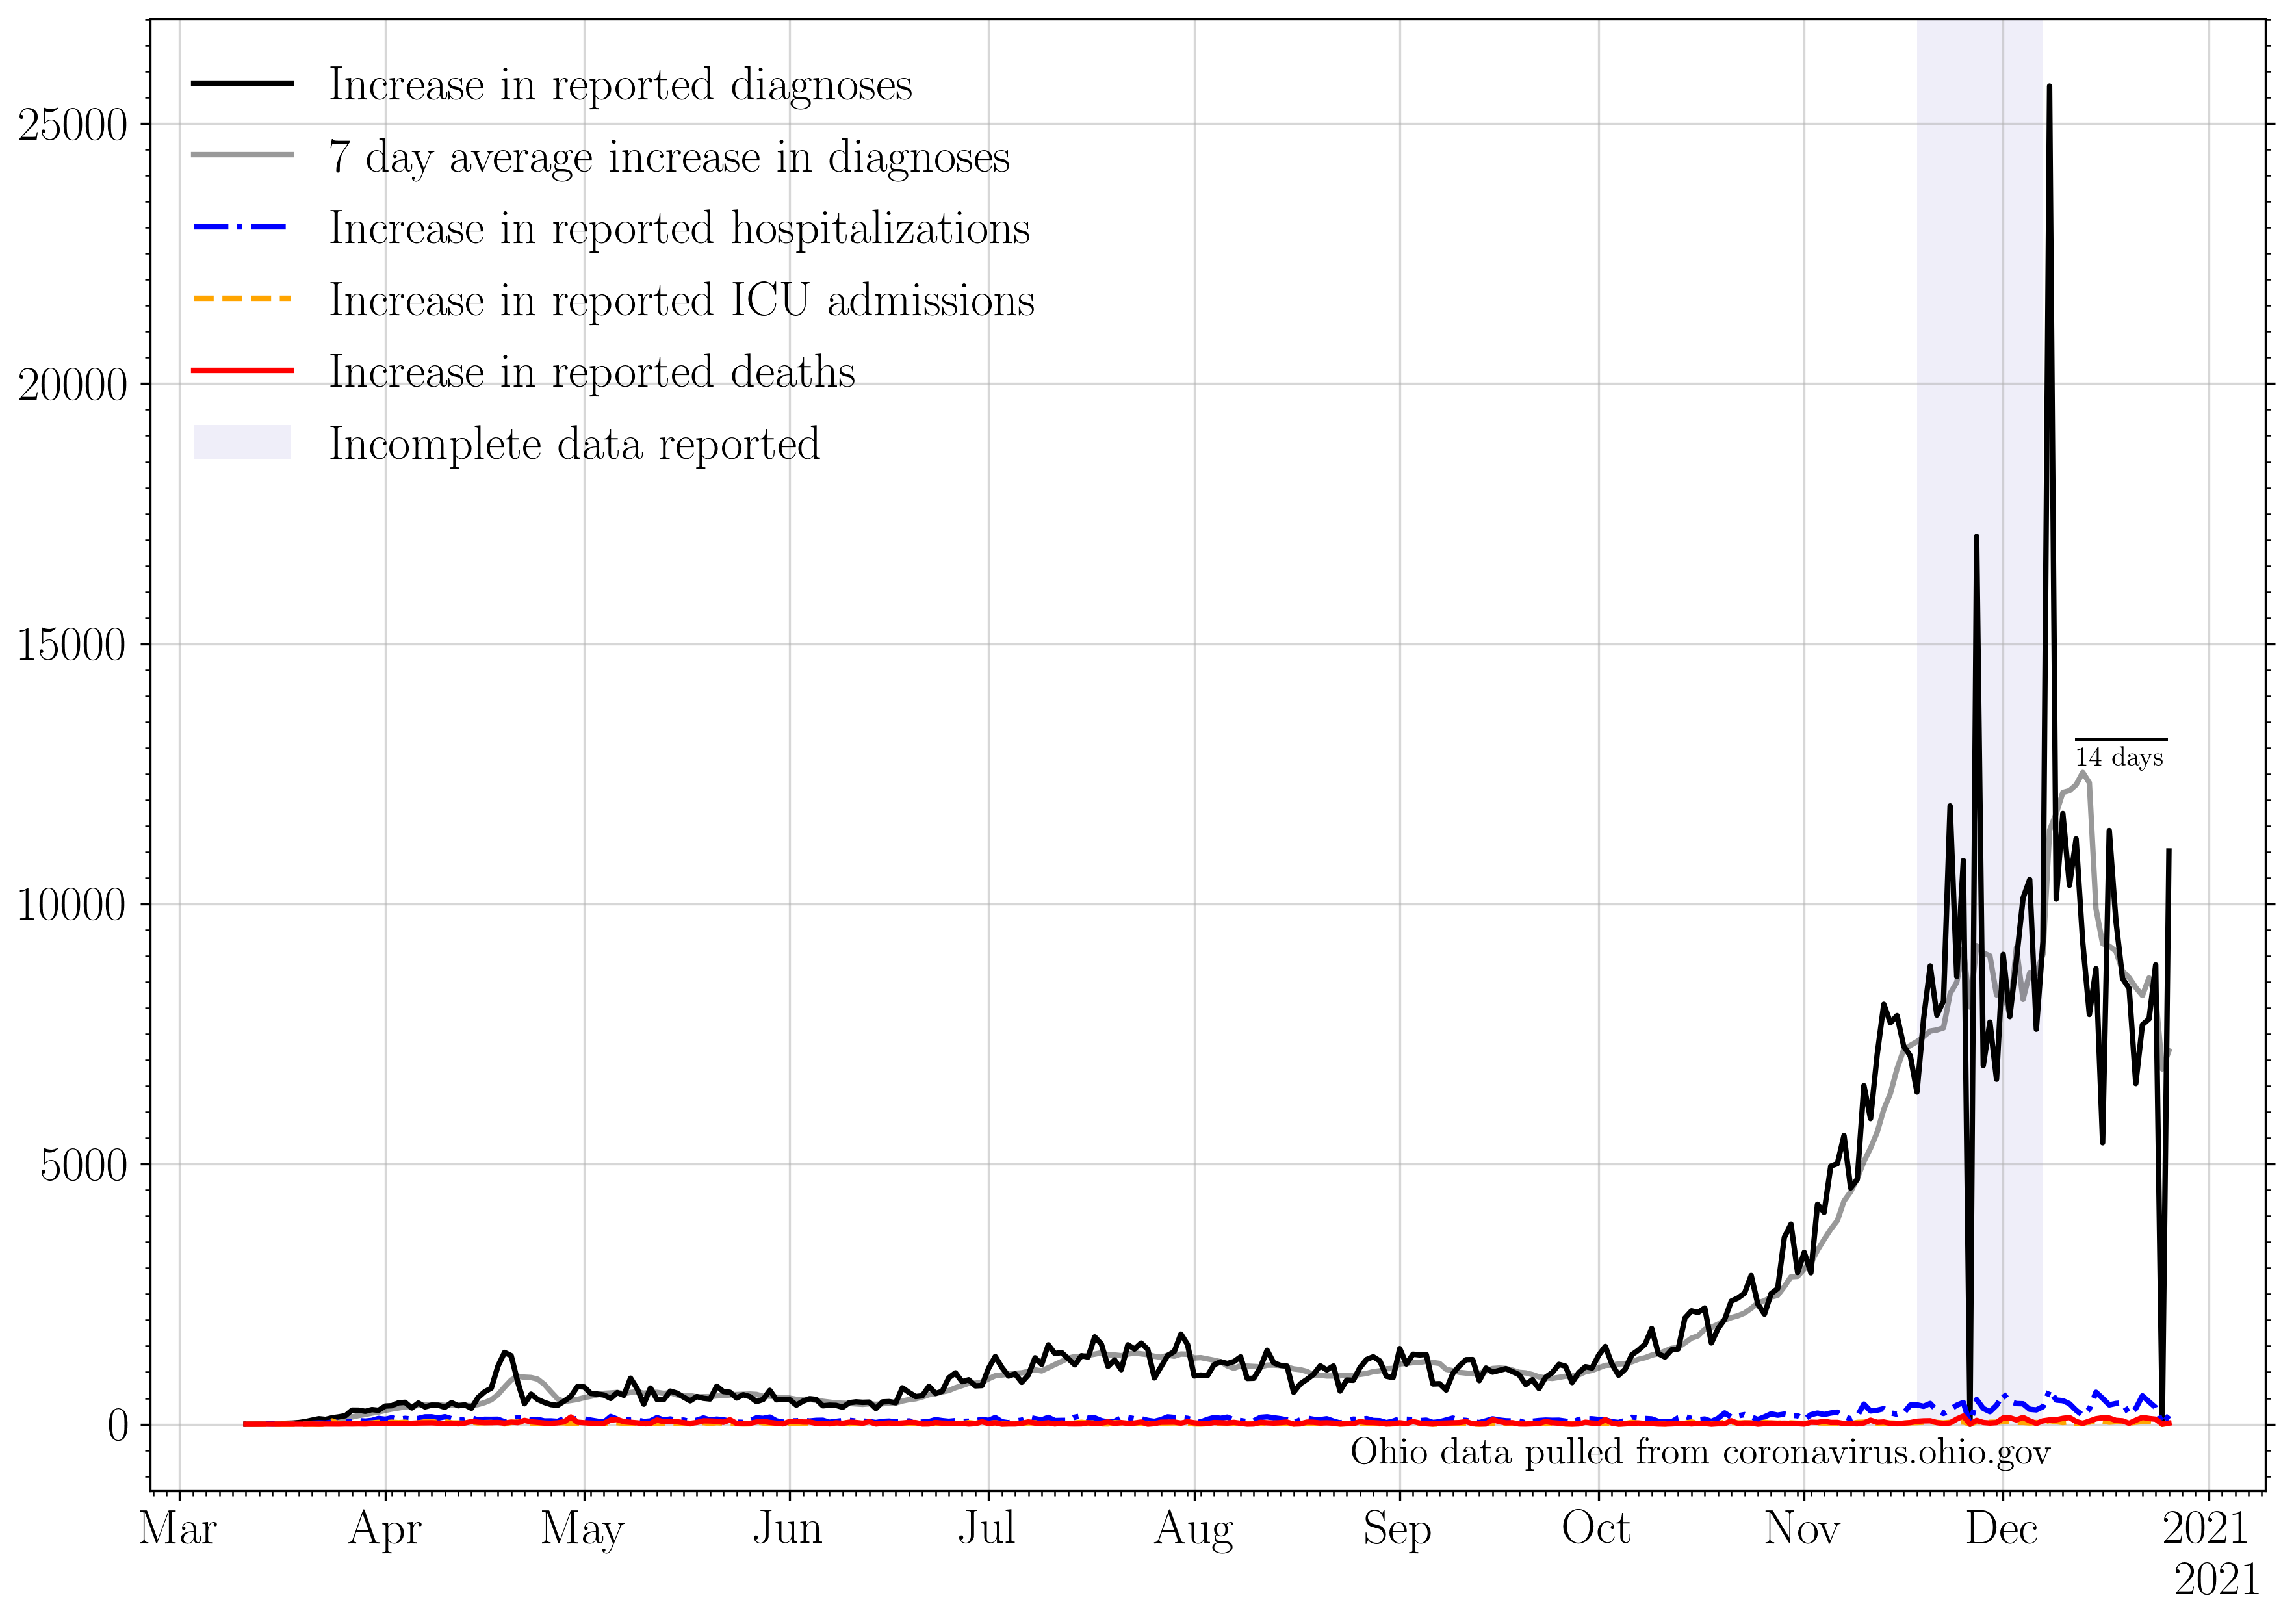 Increase in reported diagnoses
7 day average increase in diagnoses
Increase in reported hospitalizations
Increase in reported ICU admissions
Increase in reported deaths
Incomplete data reported
25000
20000
15000
10000
5000
0
14 days
Ohio data pulled from coronavirus.ohio.gov
Mar Apr May Jun Jul Aug Sep Oct Nov Dec 2021
2021